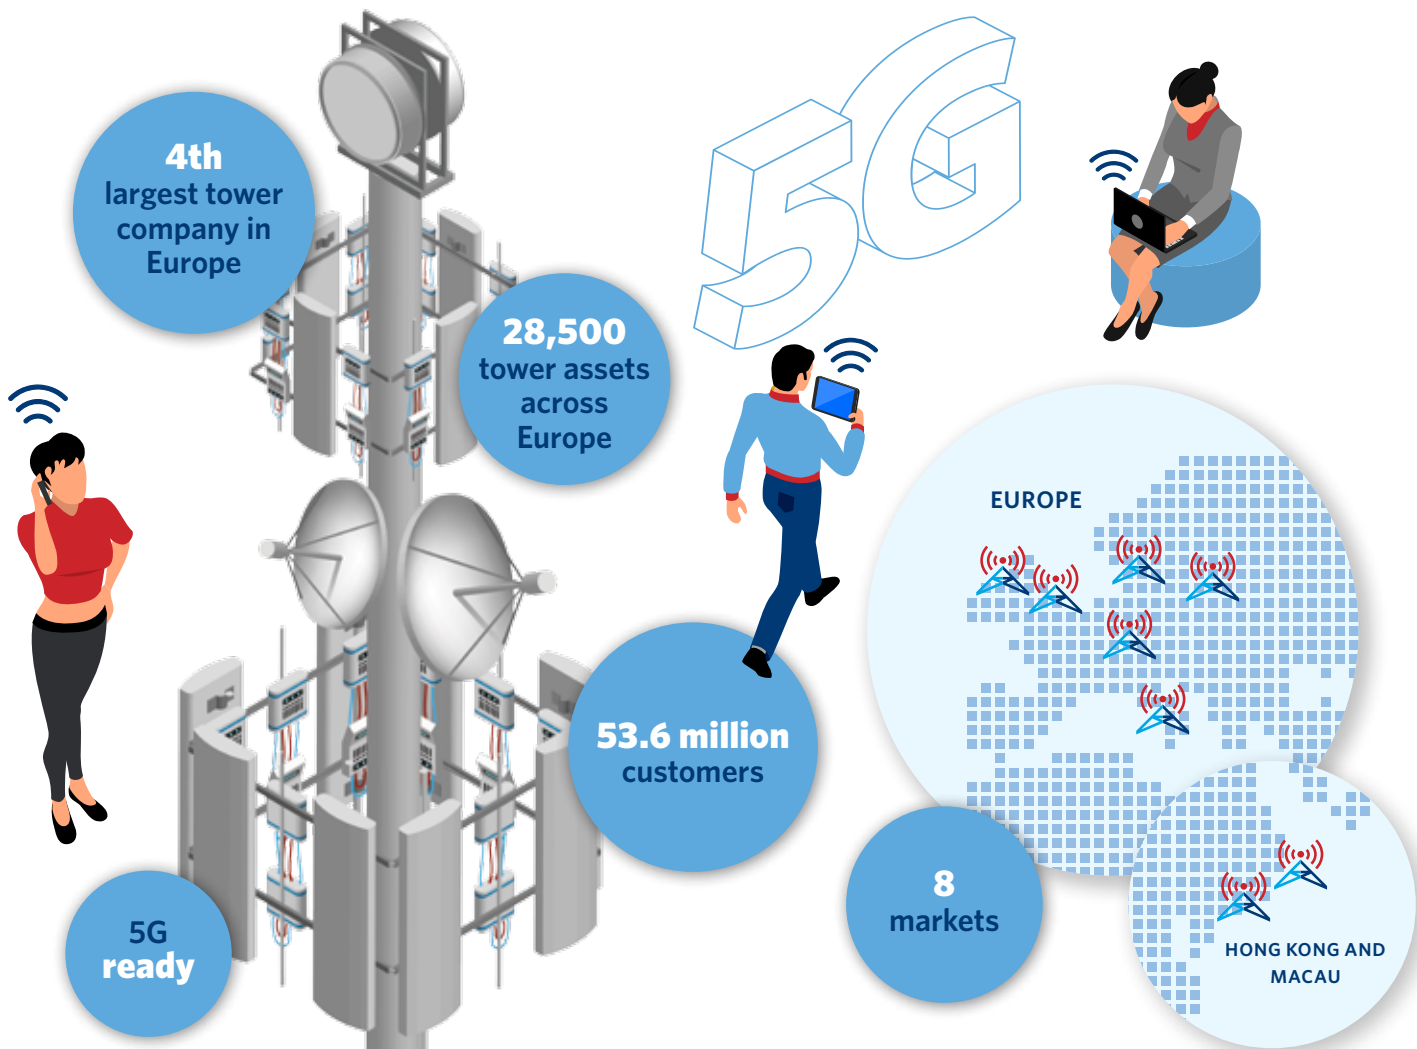 4th
largest tower
company in
Europe
28,500
tower assets
across
Europe
5G
EUROPE
53.6 million
customers
8
markets
5G
ready
HONG KONG AND
MACAU